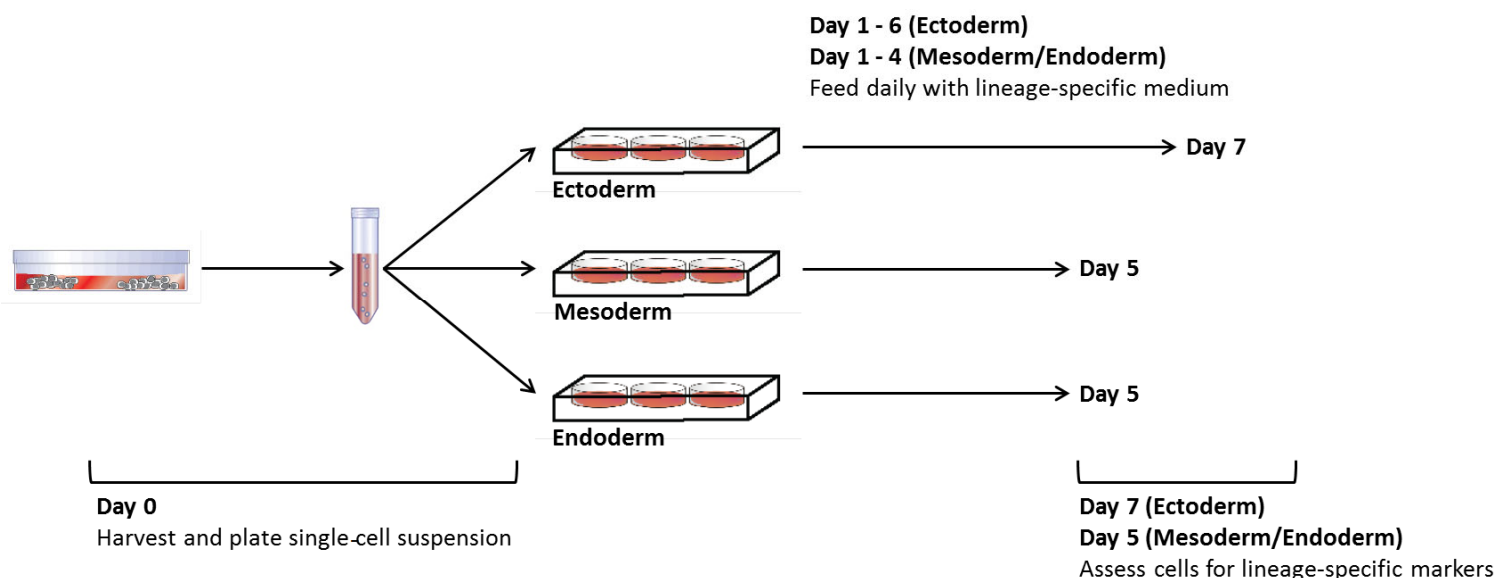 Day 1 - 6 (Ectoderm)
Day 1 - 4 (Mesoderm/Endoderm)
Feed daily with lineage-specific medium
Day 7
Ectoderm
Day 5
Mesoderm
Day 5
Endoderm
Day 0
Harvest and plate single-cell suspension
Day 7 (Ectoderm)
Day 5 (Mesoderm/Endoderm)
Assess cells for lineage-specific markers